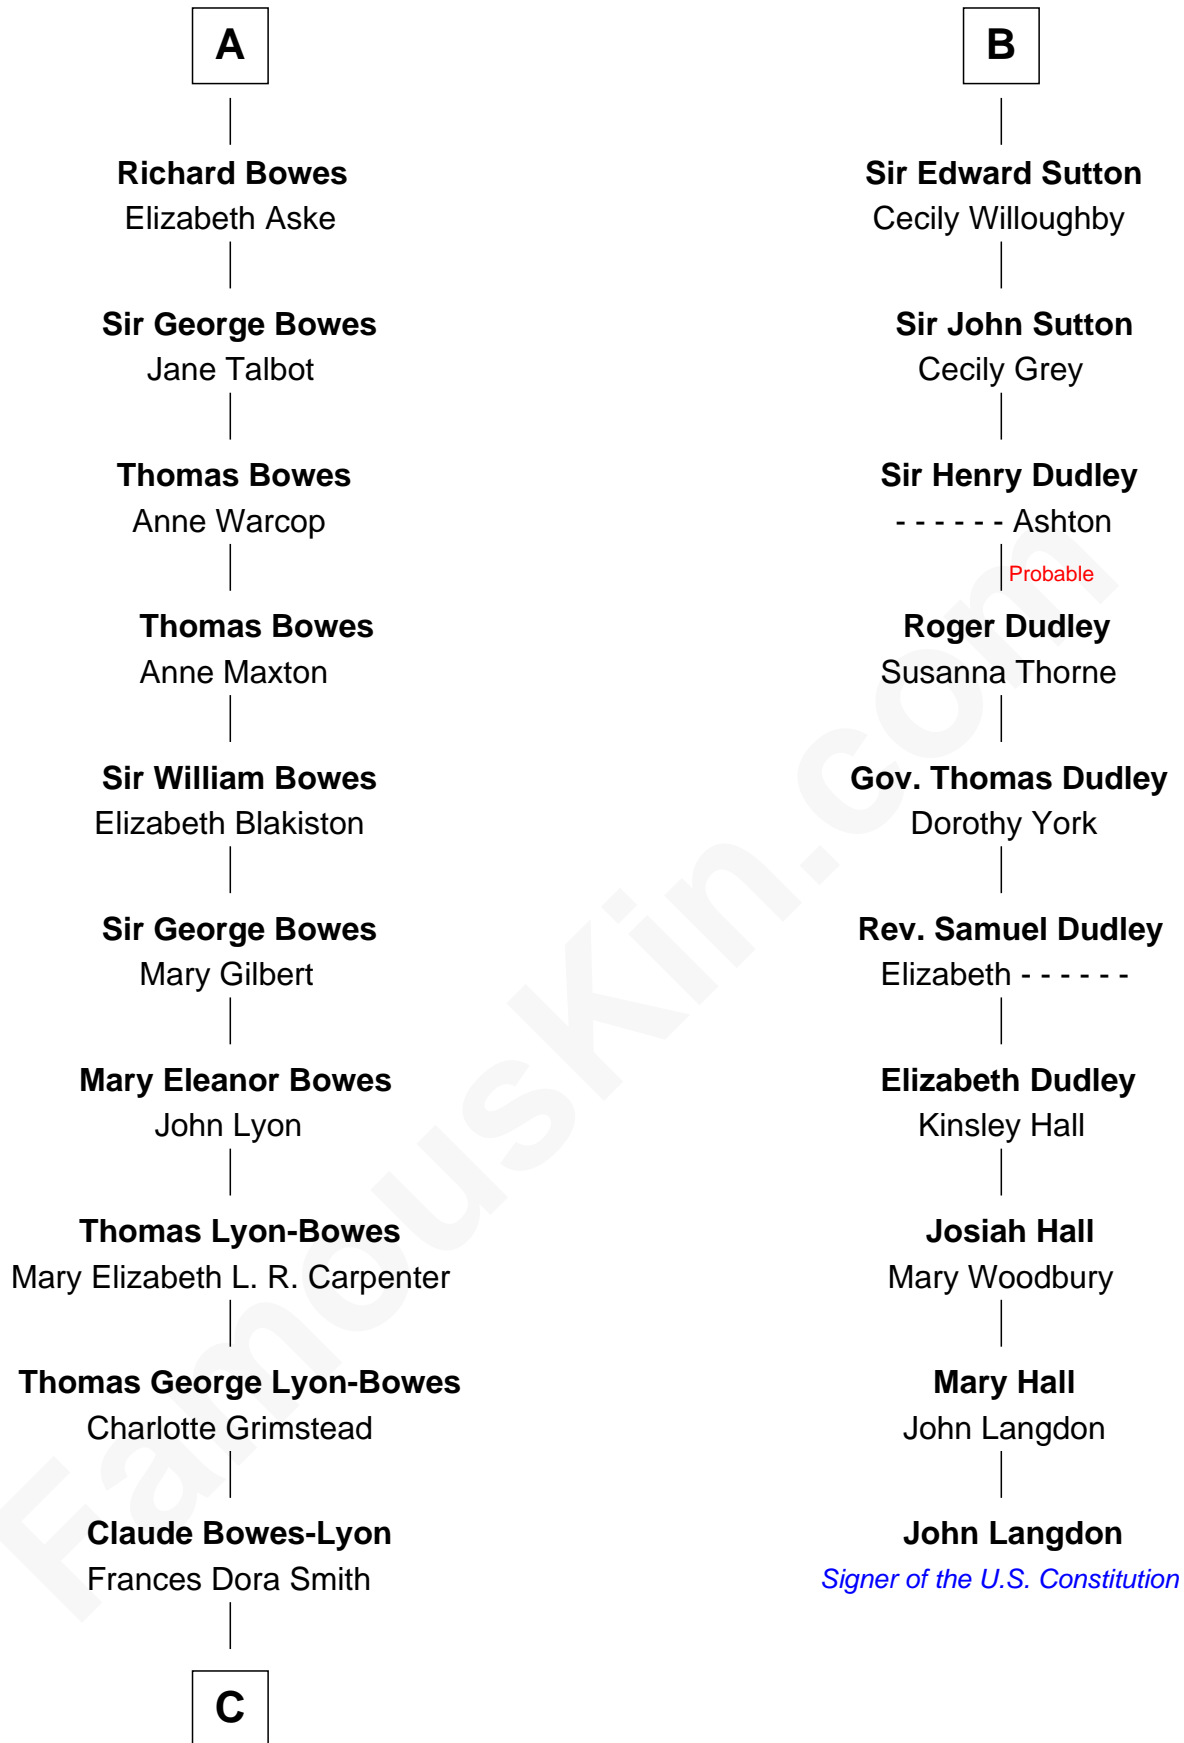 A
Richard Bowes
Elizabeth Aske
Sir George Bowes
Jane Talbot
Thomas Bowes
Anne Warcop
Thomas Bowes
Anne Maxton
Sir William Bowes
Elizabeth Blakiston
Sir George Bowes
Mary Gilbert
Mary Eleanor Bowes
John Lyon
Thomas Lyon-Bowes
Mary Elizabeth L. R. Carpenter
Thomas George Lyon-Bowes
Charlotte Grimstead
Claude Bowes-Lyon
Frances Dora Smith
C
B
Sir Edward Sutton
Cecily Willoughby
Sir John Sutton
Cecily Grey
Sir Henry Dudley
- - - - - - Ashton
Probable
Roger Dudley
Susanna Thorne
Gov. Thomas Dudley
Dorothy York
Rev. Samuel Dudley
Elizabeth - - - - - -
Elizabeth Dudley
Kinsley Hall
Josiah Hall
Mary Woodbury
Mary Hall
John Langdon
John Langdon
Signer of the U.S. Constitution
FamousKin.com